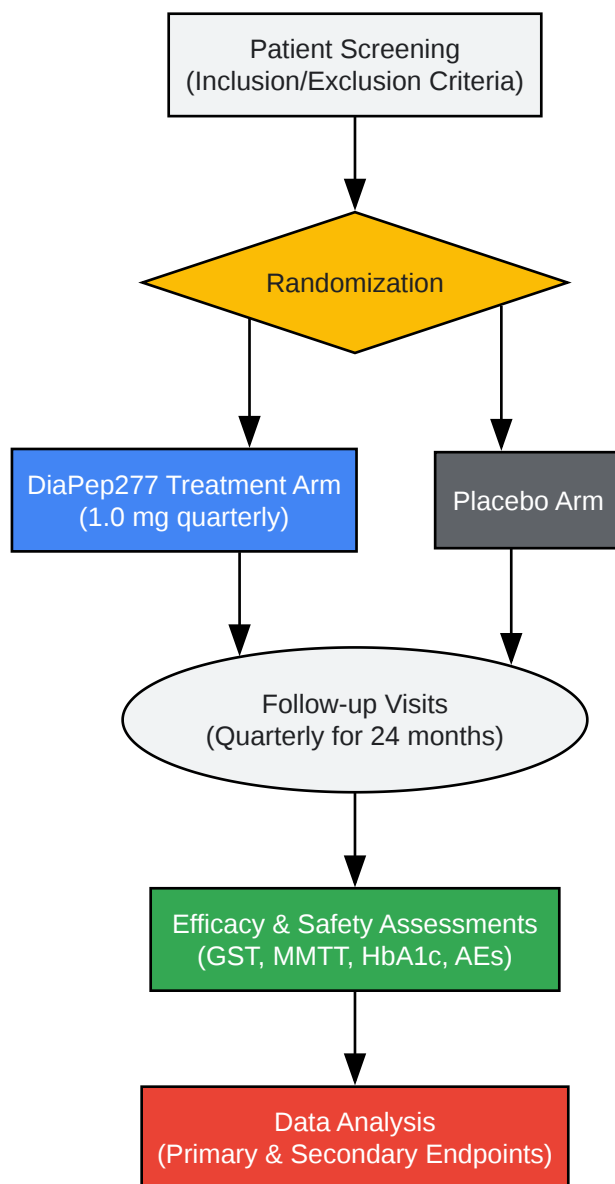 Patient Screening
(Inclusion/Exclusion Criteria)
Randomization
DiaPep277 Treatment Arm
(1.0 mg quarterly)
Placebo Arm
Follow-up Visits
(Quarterly for 24 months)
Efficacy & Safety Assessments
(GST, MMTT, HbA1c, AEs)
Data Analysis
(Primary & Secondary Endpoints)